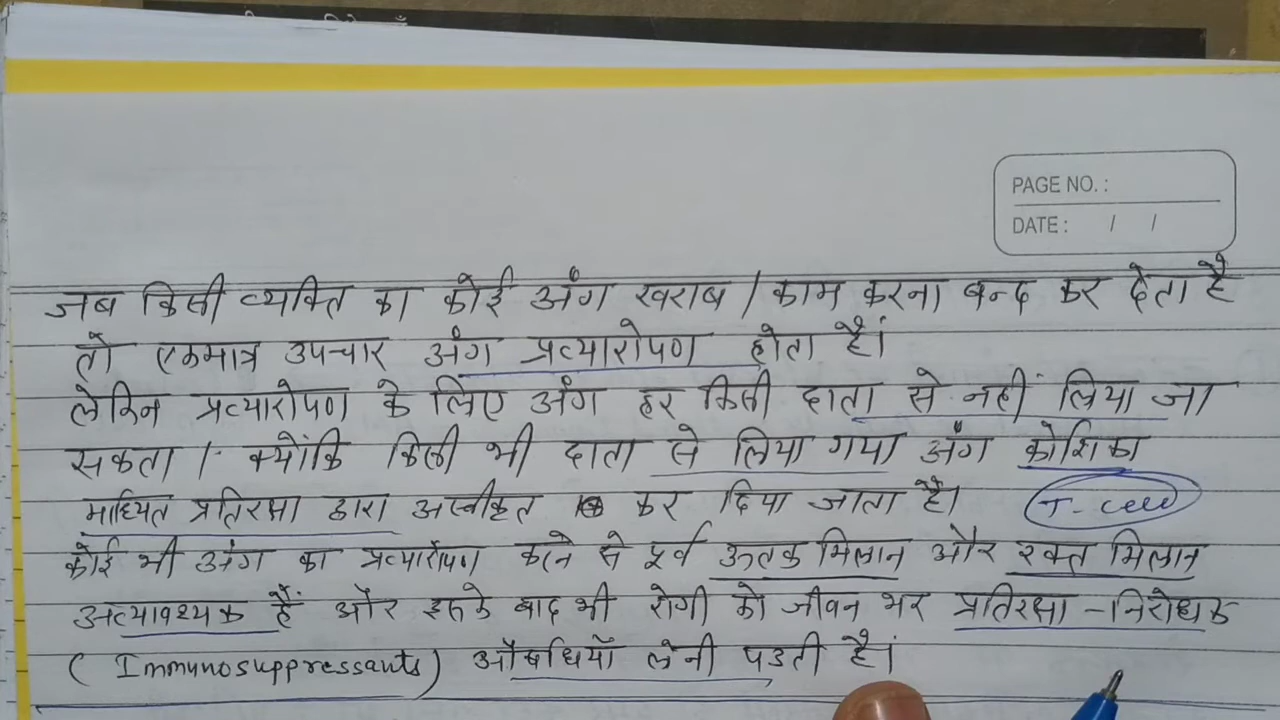 PAGE NO. :
DATE : / /
जब किसी व्यक्ति का कोई अंग खराब / काम करना बन्द कर देता है
तो एकमात्र उपचार अंग प्रत्यारोपण होता है।
लेकिन प्रत्यारोपण के लिए अंग हर किसी दाता से नहीं लिया जा
सकता । क्योंकि किसी भी दाता से लिया गया अंग कोशिका
माध्यित प्रतिरक्षा द्वारा अस्वीकृत कर दिया जाता है। T-cell
कोई भी अंग का प्रत्यारोपण करने से पूर्व ऊतक मिलान और रक्त मिलान
अत्यावश्यक हैं और इसके बाद भी रोगी को जीवन भर प्रतिरक्षा - निरोधक
( Immunosuppressants) औषधियाँ लेनी पडती है।